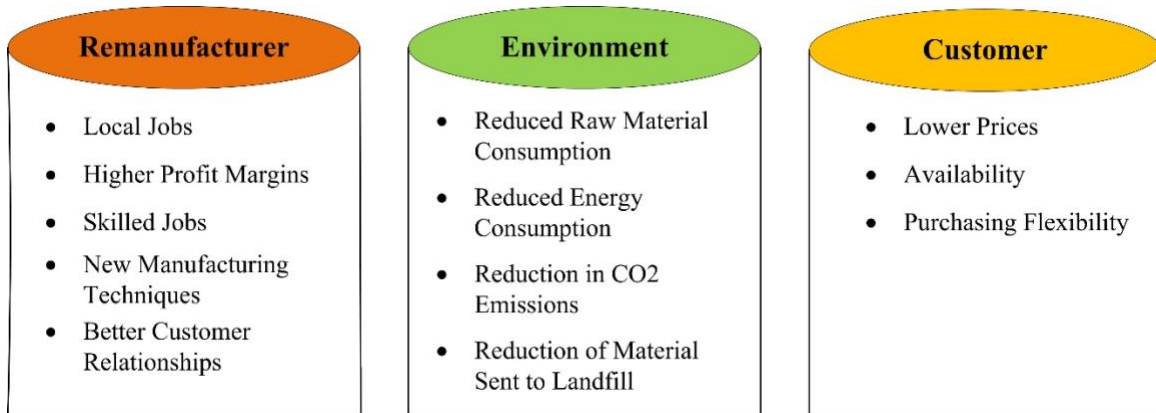 Remanufacturer
• Local Jobs
• Higher Profit Margins
• Skilled Jobs
• New Manufacturing
Techniques
• Better Customer
Relationships
Environment
• Reduced Raw Material
Consumption
• Reduced Energy
Consumption
• Reduction in CO2
Emissions
• Reduction of Material
Sent to Landfill
Customer
• Lower Prices
• Availability
• Purchasing Flexibility